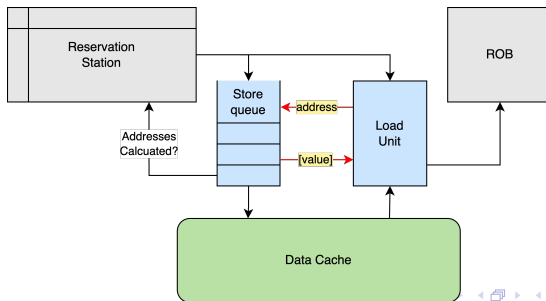 Reservation
Station
ROB
Store
queue
address
Load
Unit
Addresses
Calcuated?
[value]
Data Cache